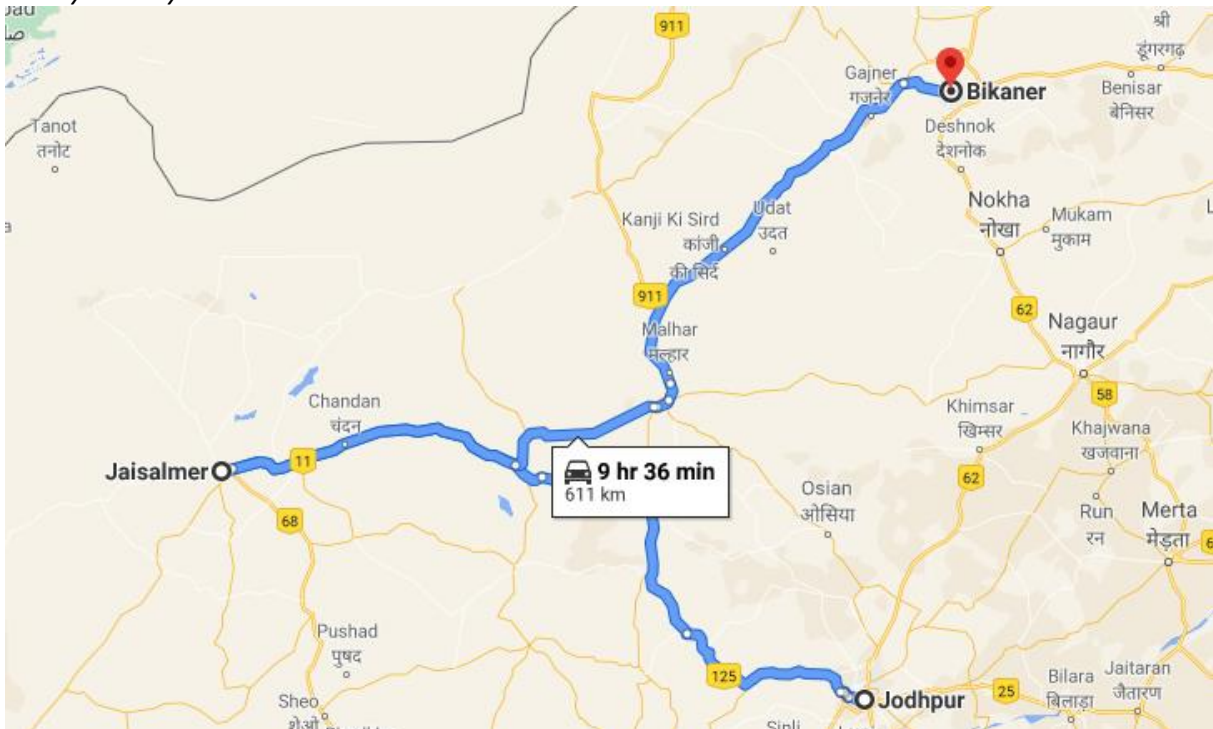 911
श्री
डूंगरगढ़
Gajner
गजनेर
Bikaner
Benisar
बेनिसर
Tanot
तनोट
Deshnok
देशनोक
Nokha
नोखा
Mukam
मुकाम
Kanji Ki Sird
कांजी
की सिर्द
Udat
उदत
911
Malhar
मल्हार
62
Nagaur
नागौर
58
Chandan
चंदन
Khimsar
खिम्सर
Khajwana
खजवाना
Jaisalmer
11
9 hr 36 min
611 km
62
68
Osian
ओसिया
Run
रन
Merta
मेड़ता
Pushad
पुषद
125
Jodhpur
25
Bilara
बिलाड़ा
Jaitaran
जैतारण
Sheo
शेओ